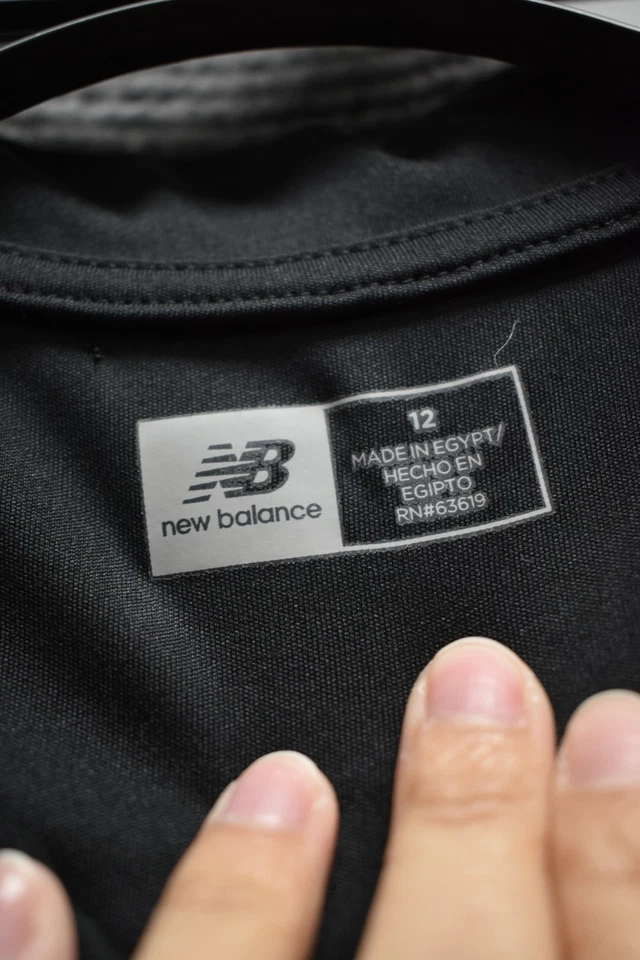 NB
new balance
12
MADE IN EGYPT/
HECHO EN
EGIPTO
RN#63619